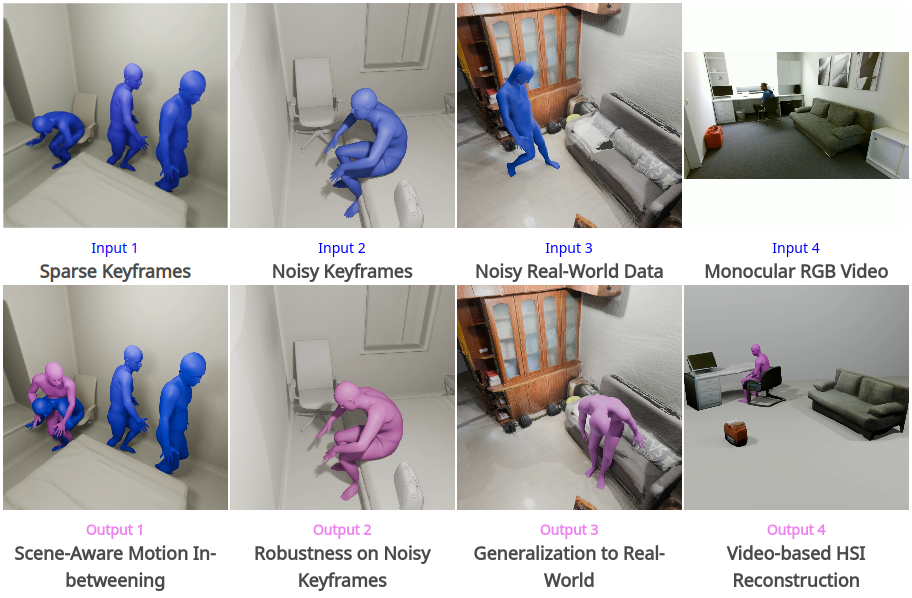 Input 1
Sparse Keyframes
Input 2
Noisy Keyframes
Input 3
Noisy Real-World Data
Input 4
Monocular RGB Video
Output 1
Scene-Aware Motion In-
betweening
Output 2
Robustness on Noisy
Keyframes
Output 3
Generalization to Real-
World
Output 4
Video-based HSI
Reconstruction